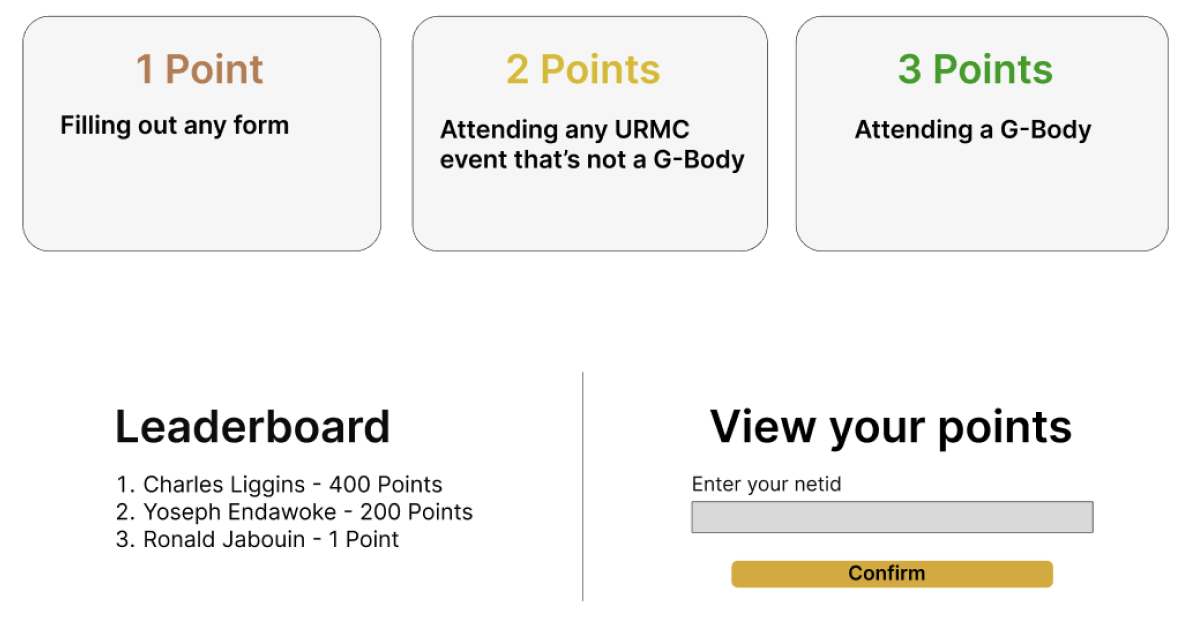 1 Point
Filling out any form
2 Points
Attending any URMC
event that’s not a G-Body
3 Points
Attending a G-Body
Leaderboard
1. Charles Liggins - 400 Points
2. Yoseph Endawoke - 200 Points
3. Ronald Jabouin - 1 Point
View your points
Enter your netid
Confirm